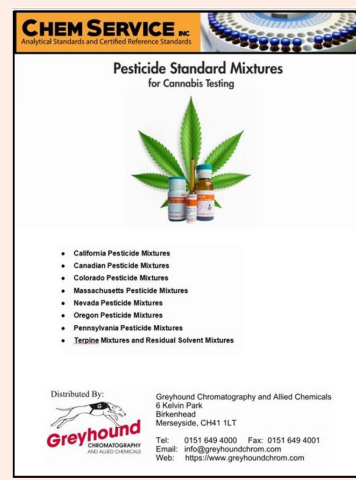 CHEM SERVICE INC
Analytical Standards and Certified Reference Standards
Pesticide Standard Mixtures
for Cannabis Testing
California Pesticide Mixtures
Canadian Pesticide Mixtures
Colorado Pesticide Mixtures
Massachusetts Pesticide Mixtures
Nevada Pesticide Mixtures
Oregon Pesticide Mixtures
Pennsylvania Pesticide Mixtures
Terpine Mixtures and Residual Solvent Mixtures
Distributed By:
Greyhound
CHROMATOGRAPHY
AND ALLIED CHEMICALS
Greyhound Chromatography and Allied Chemicals
6 Kelvin Park
Birkenhead
Merseyside, CH41 1LT
Tel: 0151 649 4000 Fax: 0151 649 4001
Email: info@greyhoundchrom.com
Web: https://www.greyhoundchrom.com